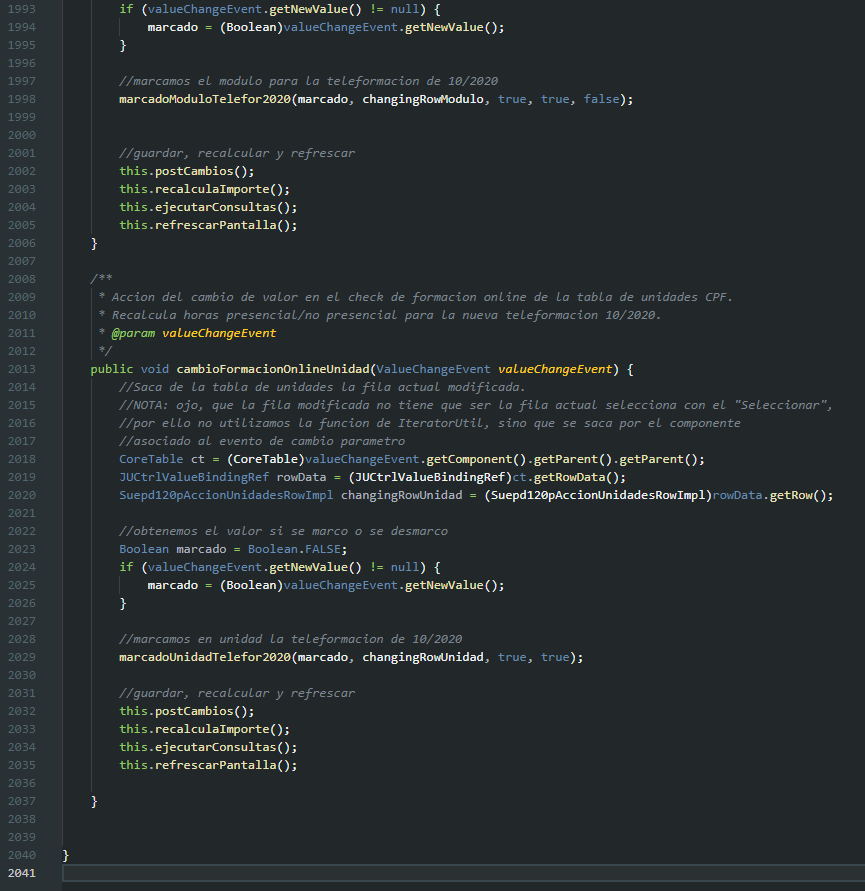 1993 if (valueChangeEvent.getNewValue() != null) {
1994 marcado = (Boolean)valueChangeEvent.getNewValue();
1995 }
1996
1997 //marcamos el modulo para la teleformacion de 10/2020
1998 marcadoModuloTelefor2020(marcado, changingRowModulo, true, true, false);
1999
2000
2001 //guardar, recalcular y refrescar
2002 this.postCambios();
2003 this.recalculaImporte();
2004 this.ejecutarConsultas();
2005 this.refrescarPantalla();
2006 }
2007
2008 /**
2009 * Accion del cambio de valor en el check de formacion online de la tabla de unidades CPF.
2010 * Recalcula horas presencial/no presencial para la nueva teleformacion 10/2020.
2011 * @param valueChangeEvent
2012 */
2013 public void cambioFormacionOnlineUnidad(ValueChangeEvent valueChangeEvent) {
2014 //Saca de la tabla de unidades la fila actual modificada.
2015 //NOTA: ojo, que la fila modificada no tiene que ser la fila actual selecciona con el "Seleccionar",
2016 //por ello no utilizamos la funcion de IteratorUtil, sino que se saca por el componente
2017 //asociado al evento de cambio parametro
2018 CoreTable ct = (CoreTable)valueChangeEvent.getComponent().getParent().getParent();
2019 JUCtrlValueBindingRef rowData = (JUCtrlValueBindingRef)ct.getRowData();
2020 Suepd120pAccionUnidadesRowImpl changingRowUnidad = (Suepd120pAccionUnidadesRowImpl)rowData.getRow();
2021
2022 //obtenemos el valor si se marco o se desmarco
2023 Boolean marcado = Boolean.FALSE;
2024 if (valueChangeEvent.getNewValue() != null) {
2025 marcado = (Boolean)valueChangeEvent.getNewValue();
2026 }
2027
2028 //marcamos en unidad la teleformacion de 10/2020
2029 marcadoUnidadTelefor2020(marcado, changingRowUnidad, true, true);
2030
2031 //guardar, recalcular y refrescar
2032 this.postCambios();
2033 this.recalculaImporte();
2034 this.ejecutarConsultas();
2035 this.refrescarPantalla();
2036
2037 }
2038
2039
2040 }
2041